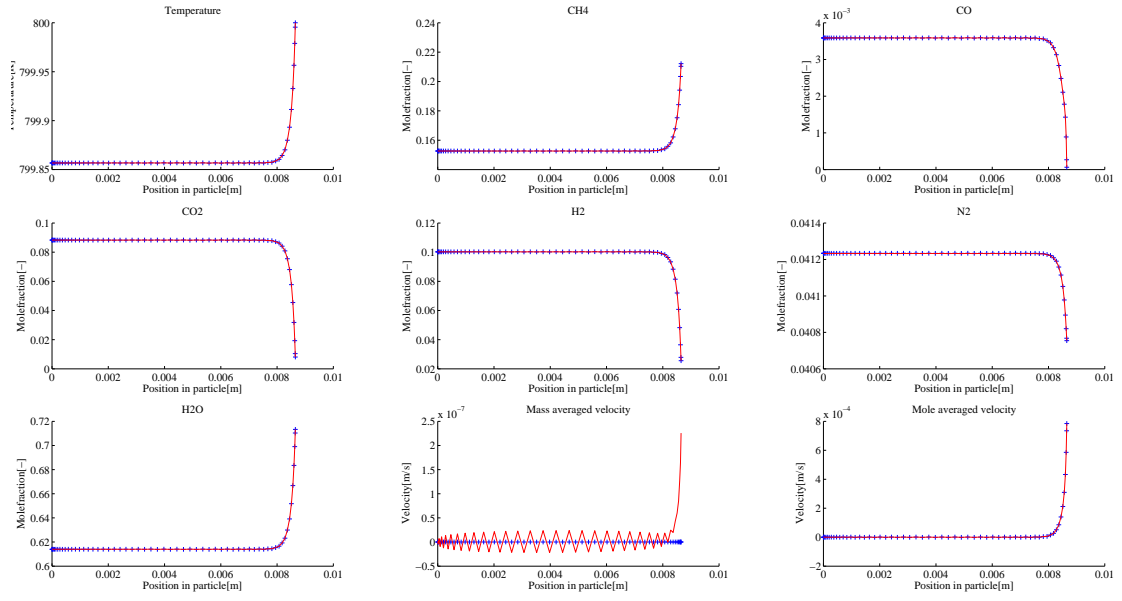 Temperature
800
799.95
799.9
799.85
0 0.002 0.004 0.006 0.008 0.01
Position in particle[m]
CH4
Molefraction[−]
0.24
0.22
0.2
0.18
0.16
0 0.002 0.004 0.006 0.008 0.01
Position in particle[m]
CO
x 10−3
Molefraction[−]
4
3
2
1
0
0 0.002 0.004 0.006 0.008 0.01
Position in particle[m]
CO2
Molefraction[−]
0.1
0.08
0.06
0.04
0.02
0
0 0.002 0.004 0.006 0.008 0.01
Position in particle[m]
H2
Molefraction[−]
0.12
0.1
0.08
0.06
0.04
0.02
0 0.002 0.004 0.006 0.008 0.01
Position in particle[m]
N2
Molefraction[−]
0.0414
0.0412
0.041
0.0408
0.0406
0 0.002 0.004 0.006 0.008 0.01
Position in particle[m]
H2O
Molefraction[−]
0.72
0.7
0.68
0.66
0.64
0.62
0.6
0 0.002 0.004 0.006 0.008 0.01
Position in particle[m]
Mass averaged velocity
x 10−7
Velocity[m/s]
2.5
2
1.5
1
0.5
0
−0.5
0 0.002 0.004 0.006 0.008 0.01
Position in particle[m]
Mole averaged velocity
x 10−4
Velocity[m/s]
8
6
4
2
0
−2
0 0.002 0.004 0.006 0.008 0.01
Position in particle[m]